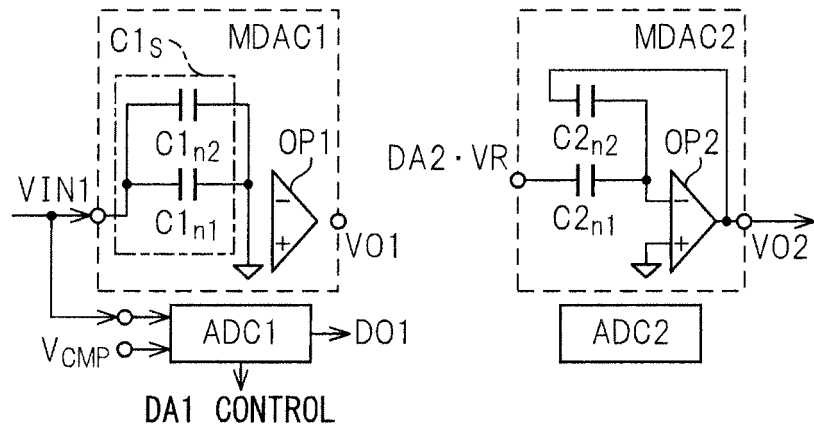 C1S
MDAC1
C1n2
OP1
C1n1
VIN1
VO1
ADC1
VCMP
DO1
DA1 CONTROL
MDAC2
C2n2
OP2
DA2・VR
C2n1
VO2
ADC2
−
+
−
+